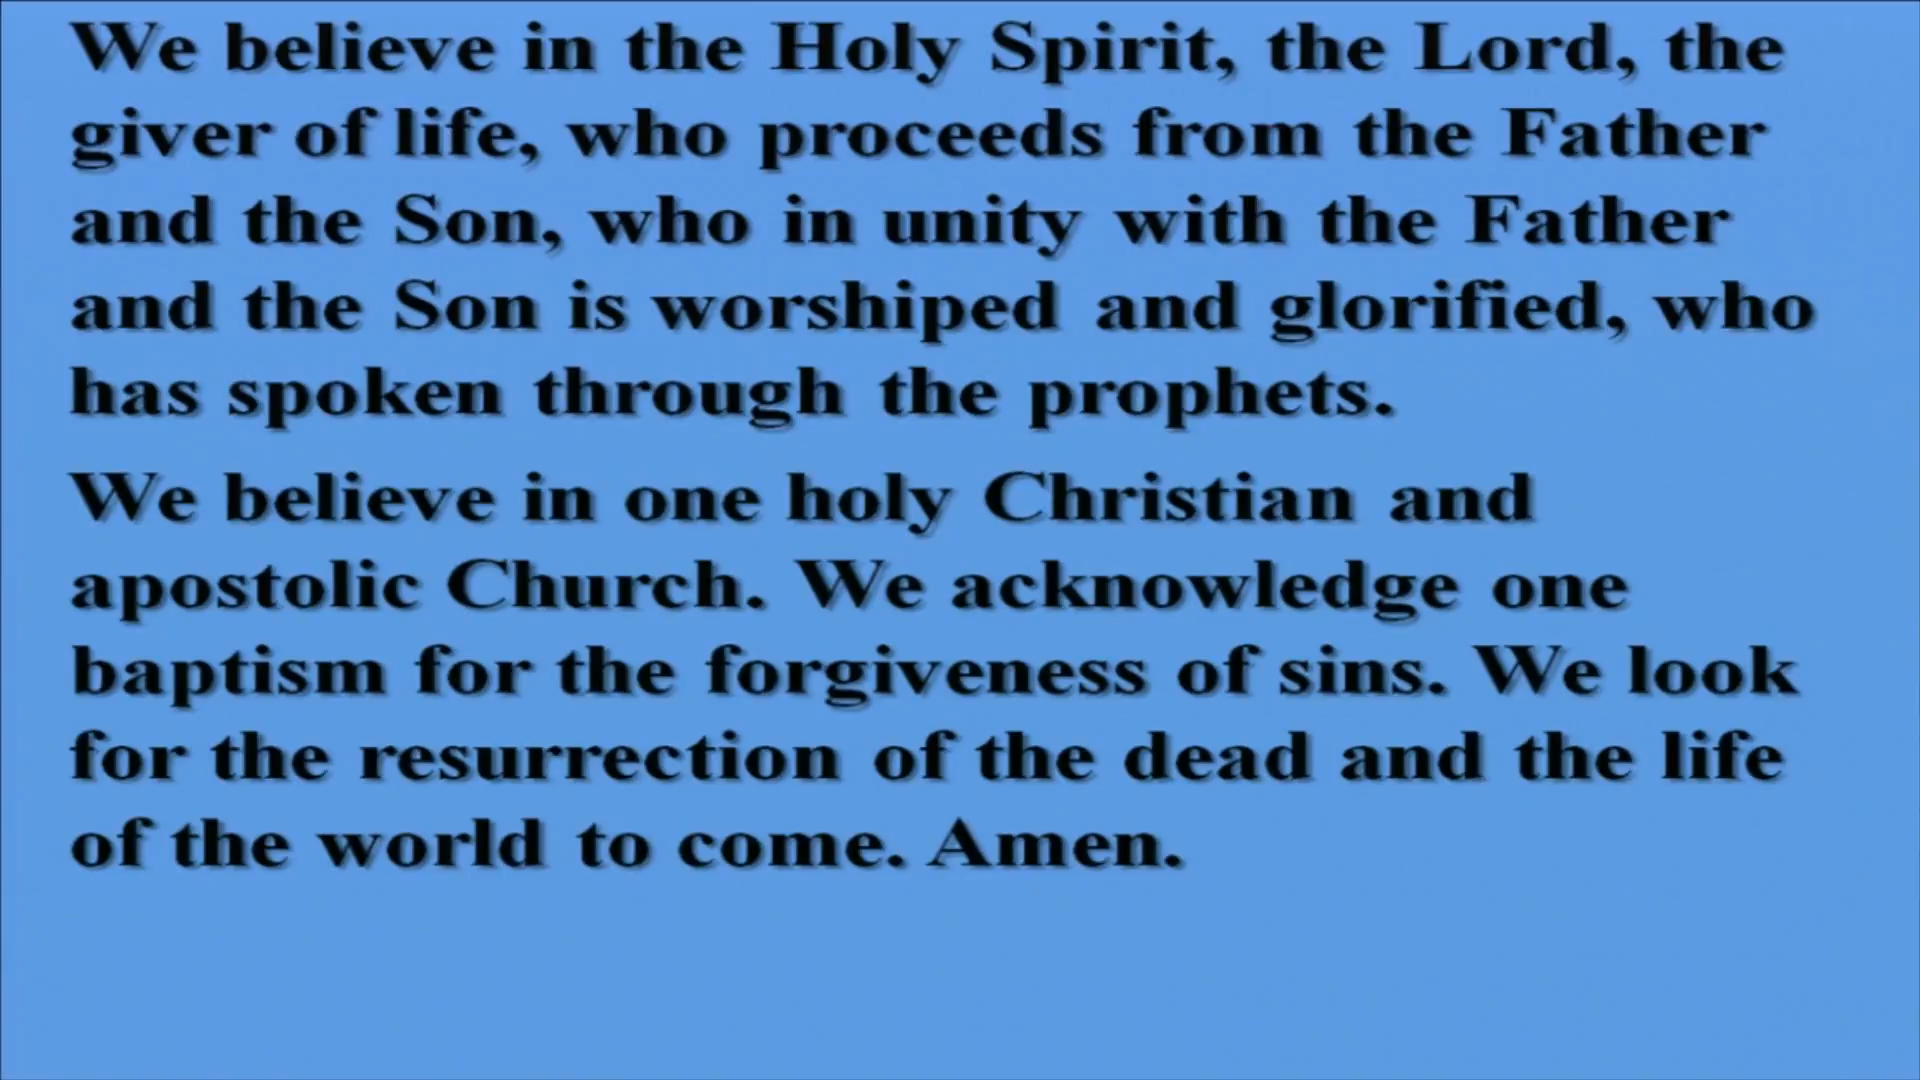 We believe in the Holy Spirit, the Lord, the
giver of life, who proceeds from the Father
and the Son, who in unity with the Father
and the Son is worshiped and glorified, who
has spoken through the prophets.
We believe in one holy Christian and
apostolic Church. We acknowledge one
baptism for the forgiveness of sins. We look
for the resurrection of the dead and the life
of the world to come. Amen.